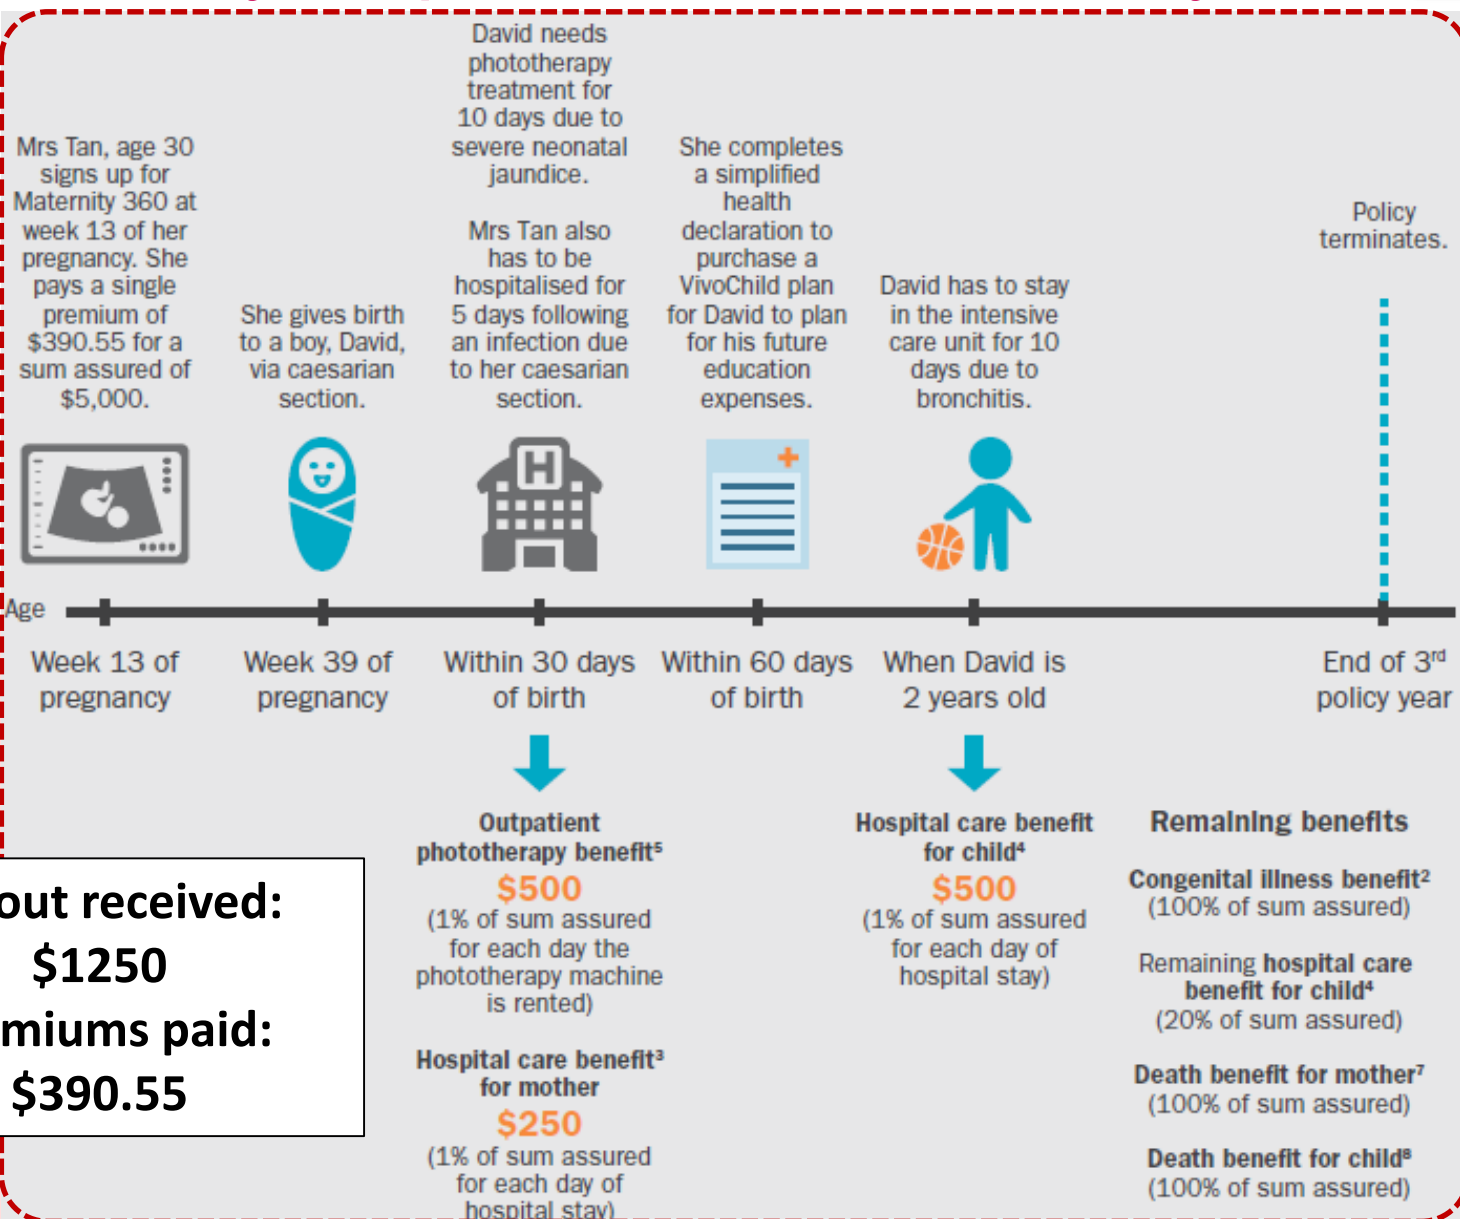 Mrs Tan, age 30
signs up for
Maternity 360 at
week 13 of her
pregnancy. She
pays a single
premium of
$390.55 for a
sum assured of
$5,000.
She gives birth
to a boy, David,
via caesarian
section.
David needs
phototherapy
treatment for
10 days due to
severe neonatal
jaundice.
Mrs Tan also
has to be
hospitalised for
5 days following
an infection due
to her caesarian
section.
She completes
a simplified
health
declaration to
purchase a
VivoChild plan
for David to plan
for his future
education
expenses.
David has to stay
in the intensive
care unit for 10
days due to
bronchitis.
Policy
terminates.
H
Age
Week 13 of
pregnancy
Week 39 of
pregnancy
Within 30 days
of birth
Within 60 days
of birth
When David is
2 years old
End of 3rd
policy year
Outpatient
phototherapy benefit⁵
$500
(1% of sum assured
for each day the
phototherapy machine
is rented)
Hospital care benefit³
for mother
$250
(1% of sum assured
for each day of
hospital stay)
Hospital care benefit
for child⁴
$500
(1% of sum assured
for each day of
hospital stay)
Remaining benefits
Congenital illness benefit²
(100% of sum assured)
Remaining hospital care
benefit for child⁴
(20% of sum assured)
Death benefit for mother⁷
(100% of sum assured)
Death benefit for child⁸
(100% of sum assured)
out received:
$1250
miums paid:
$390.55